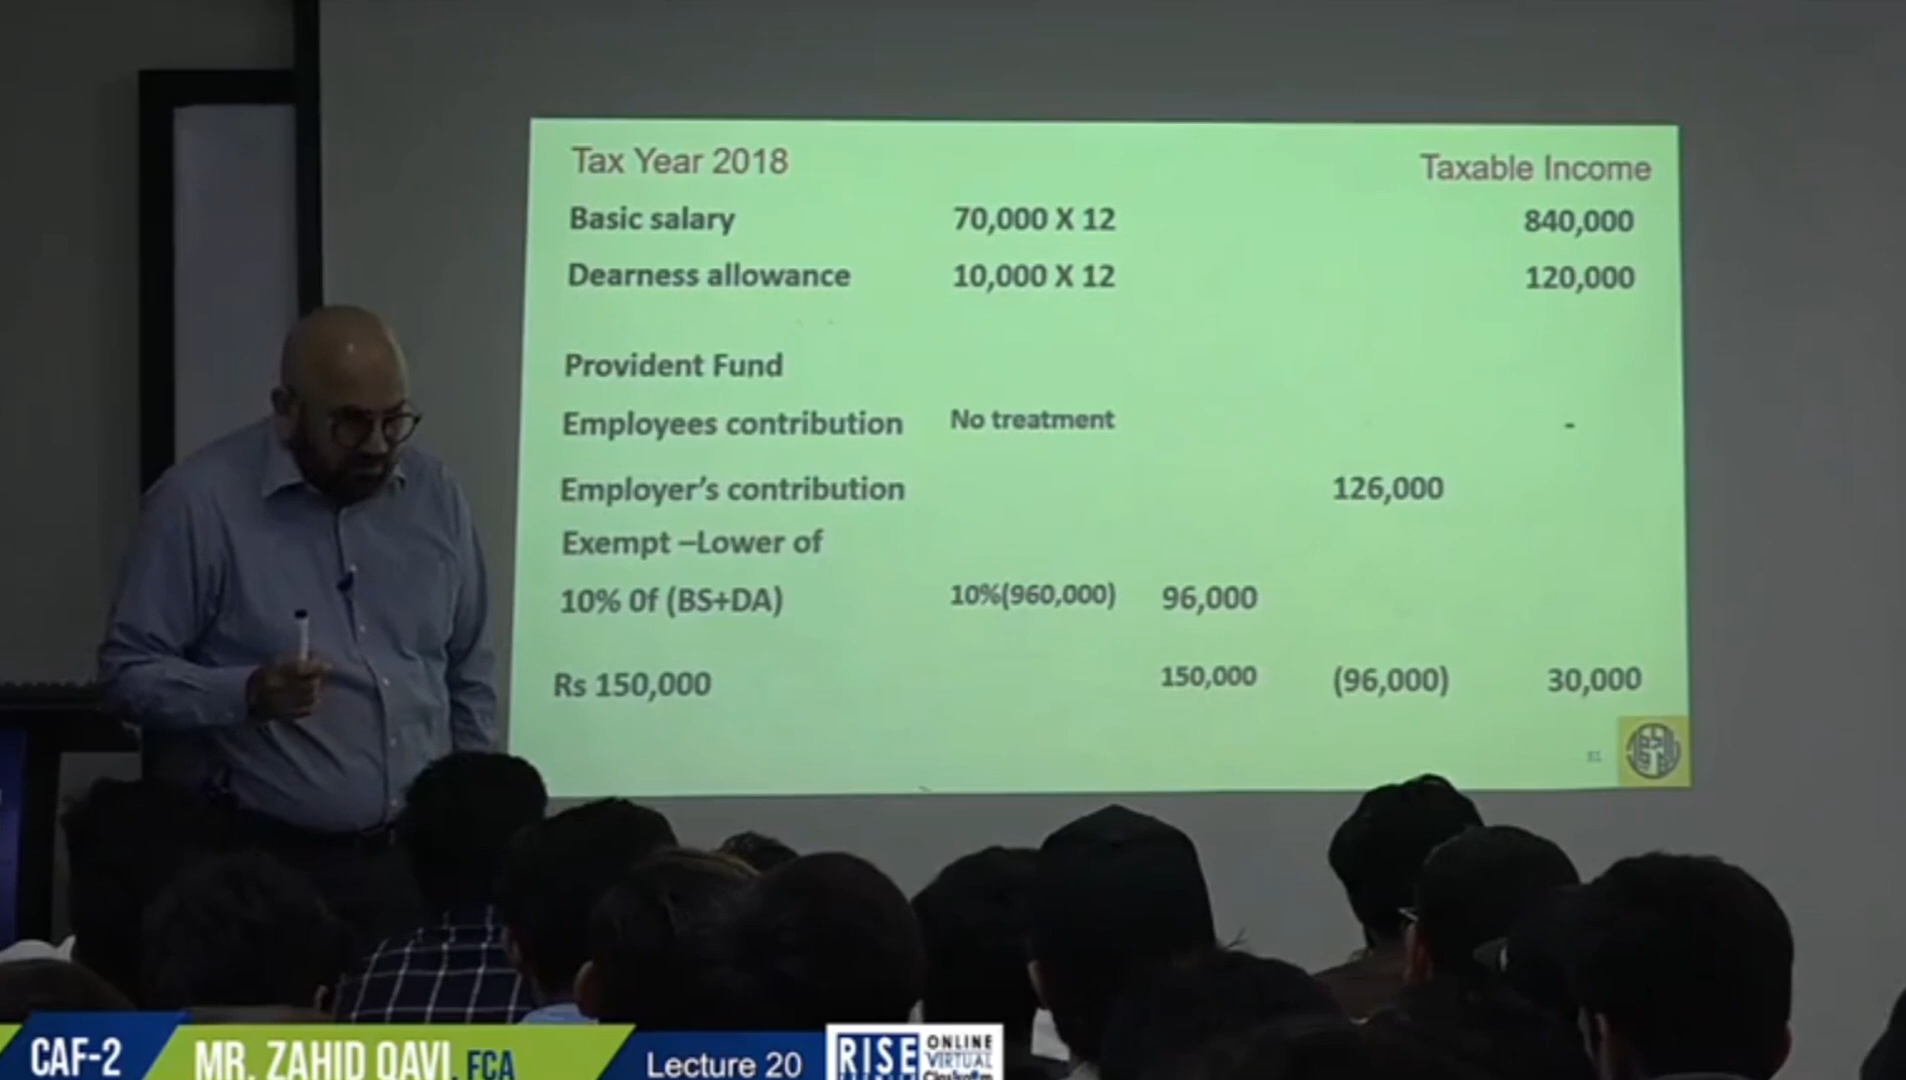 Tax Year 2018 Taxable Income
Basic salary 70,000 X 12 840,000
Dearness allowance 10,000 X 12 120,000
Provident Fund
Employees contribution No treatment -
Employer's contribution 126,000
Exempt –Lower of
10% Of (BS+DA) 10%(960,000) 96,000
Rs 150,000 150,000 (96,000) 30,000
CAF-2 MR. ZAHID QAVI, FCA Lecture 20 RISE ONLINE
VIRTUAL